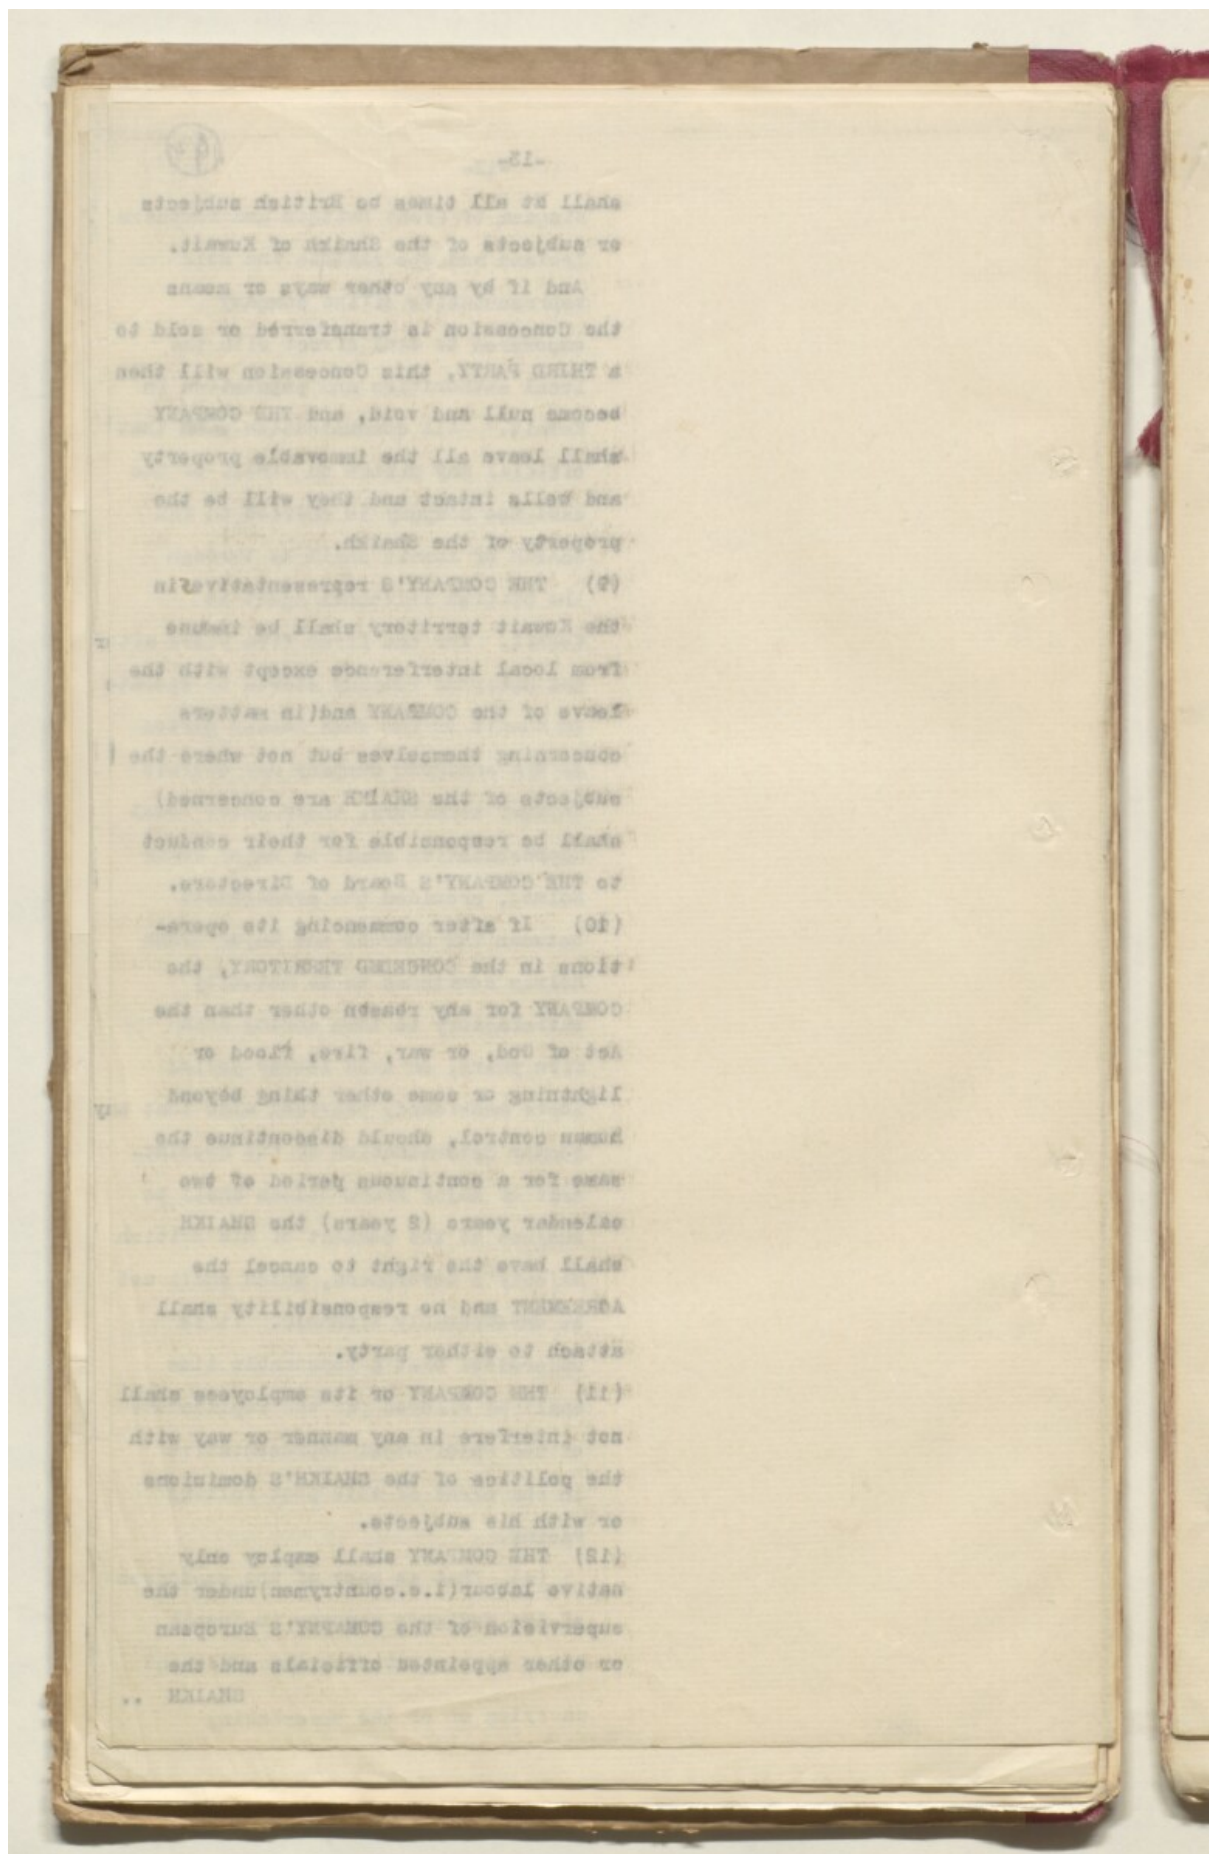 -13-
shall at all times be British subjects
or subjects of the Shaikh of Kuwait.
And if by any other ways or means
the Concession is transferred or sold to
a THIRD PARTY, this Concession will then
become null and void, and THE COMPANY
shall leave all the immovable property
and wells intact and they will be the
property of the Shaikh.
(9) THE COMPANY'S representative in
the Kuwait territory shall be immune
from local interference except with the
leave of the COMPANY and(in matters
concerning themselves but not where the
subjects of the SHAIKH are concerned)
shall be responsible for their conduct
to THE COMPANY'S Board of Directors.
(10) If after commencing its opera-
tions in the CONCEDED TERRITORY, the
COMPANY for any reason other than the
Act of God, or war, fire, flood or
lightning or some other thing beyond
human control, should discontinue the
same for a continuous period of two
calender years (2 years) the SHAIKH
shall have the right to cancel the
AGREEMENT and no responsibility shall
attach to either party.
(11) THE COMPANY or its employees shall
not interfere in any manner or way with
the politics of the SHAIKH'S dominions
or with his subjects.
(12) THE COMPANY shall employ only
native labour(i.e.countrymen)under the
supervision of the COMPANY'S European
or other appointed officials and the
SHAIKH ..